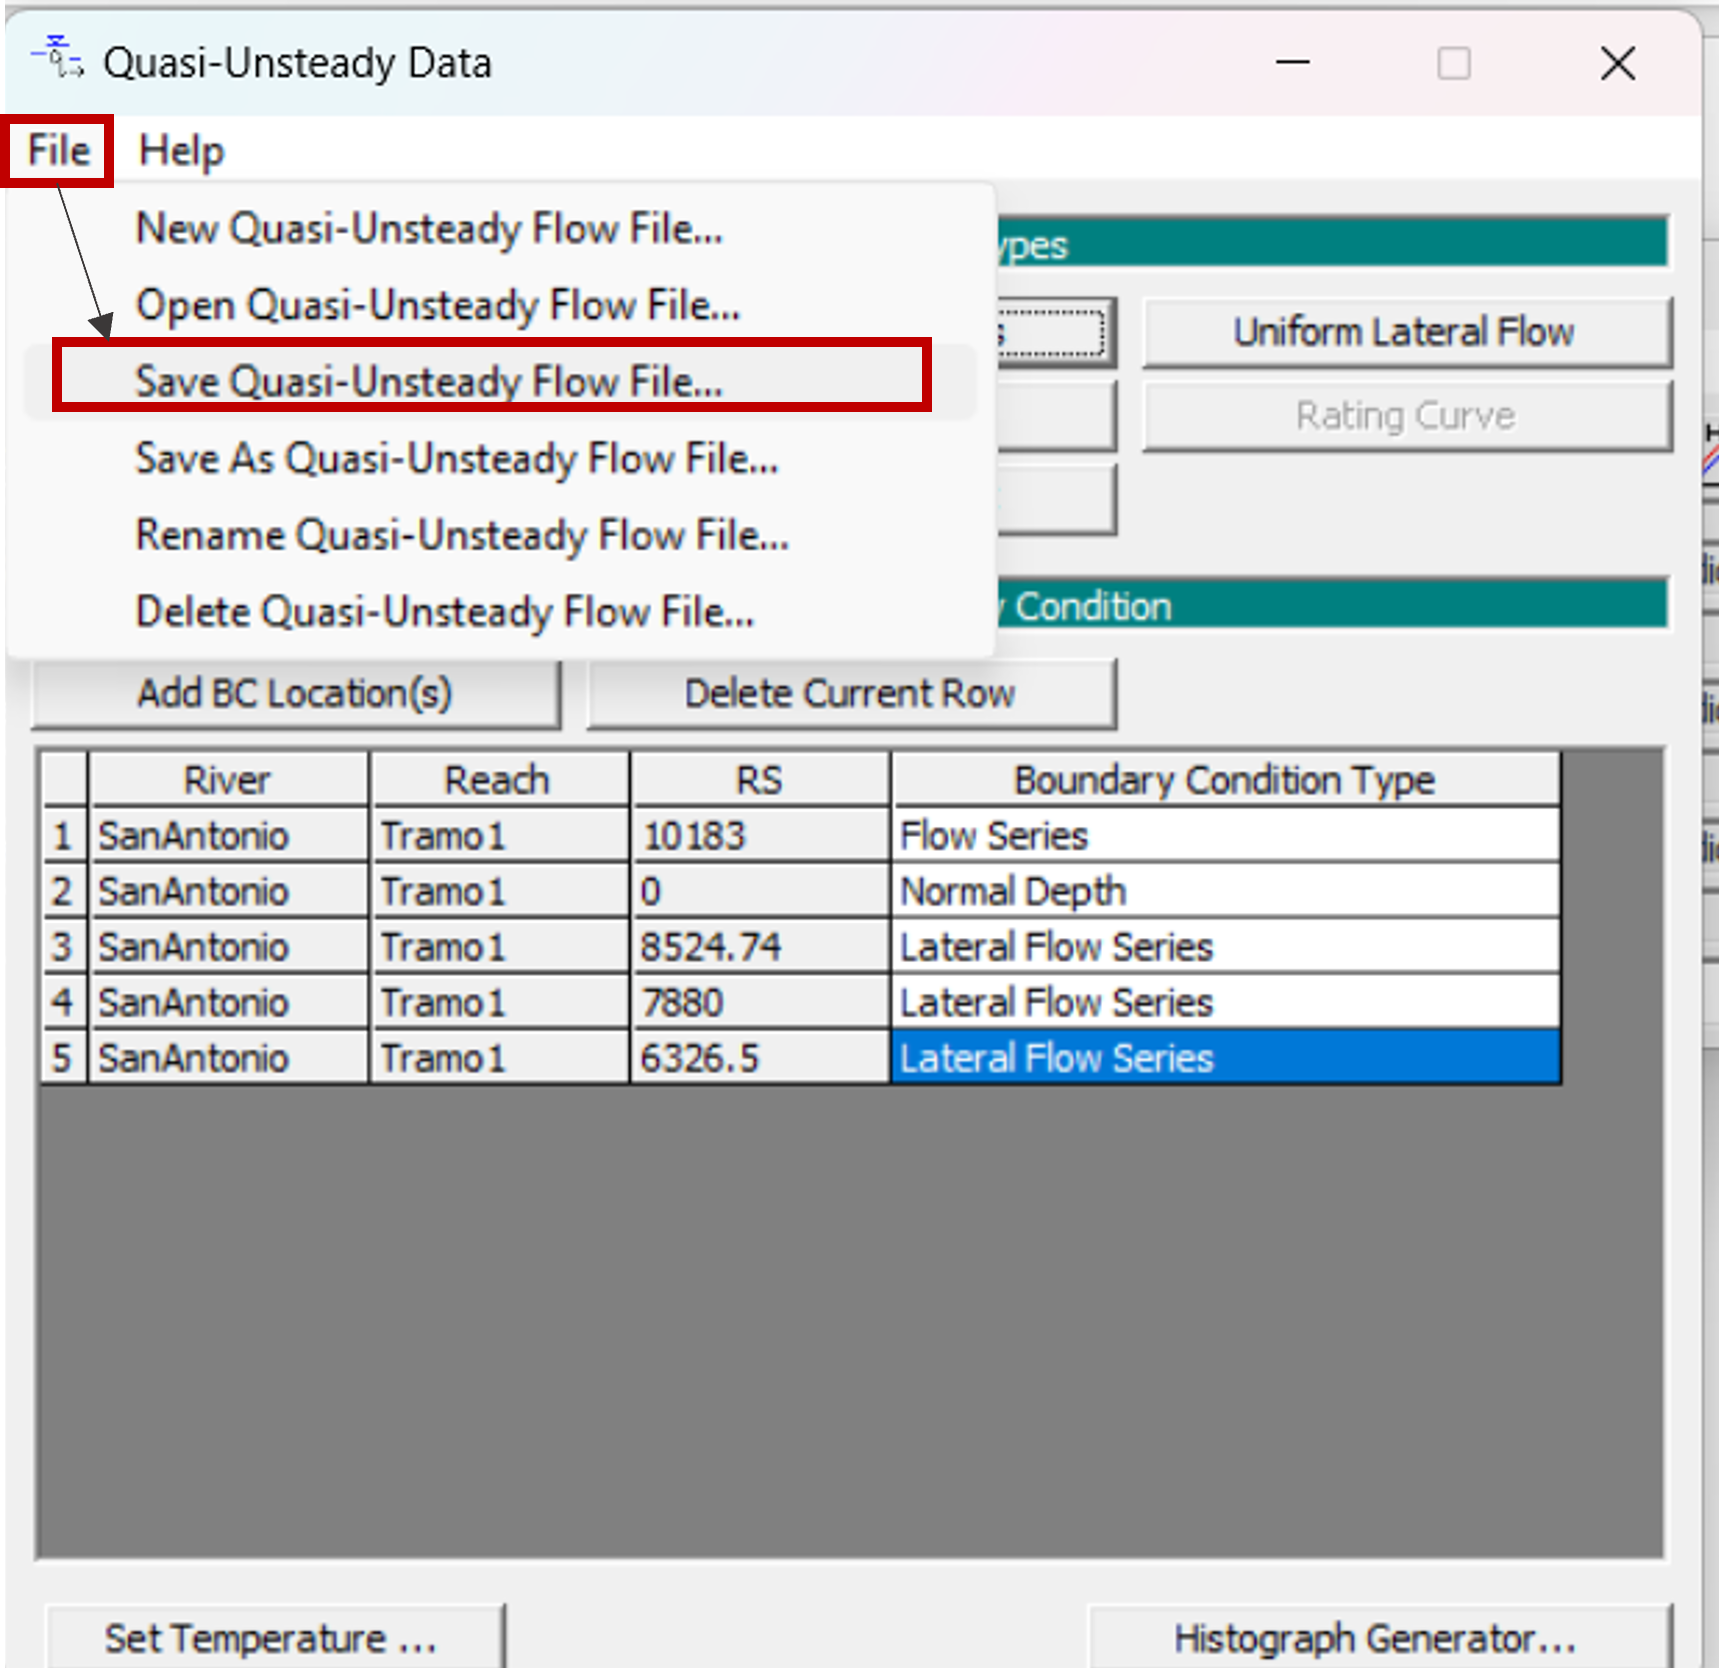 Quasi-Unsteady Data
File Help
New Quasi-Unsteady Flow File...
Open Quasi-Unsteady Flow File...
Save Quasi-Unsteady Flow File...
Save As Quasi-Unsteady Flow File...
Rename Quasi-Unsteady Flow File...
Delete Quasi-Unsteady Flow File...
ypes
Uniform Lateral Flow
Rating Curve
Condition
Add BC Location(s) Delete Current Row
River Reach RS Boundary Condition Type
1 SanAntonio Tramo1 10183 Flow Series
2 SanAntonio Tramo1 0 Normal Depth
3 SanAntonio Tramo1 8524.74 Lateral Flow Series
4 SanAntonio Tramo1 7880 Lateral Flow Series
5 SanAntonio Tramo1 6326.5 Lateral Flow Series
Set Temperature ... Histograph Generator...